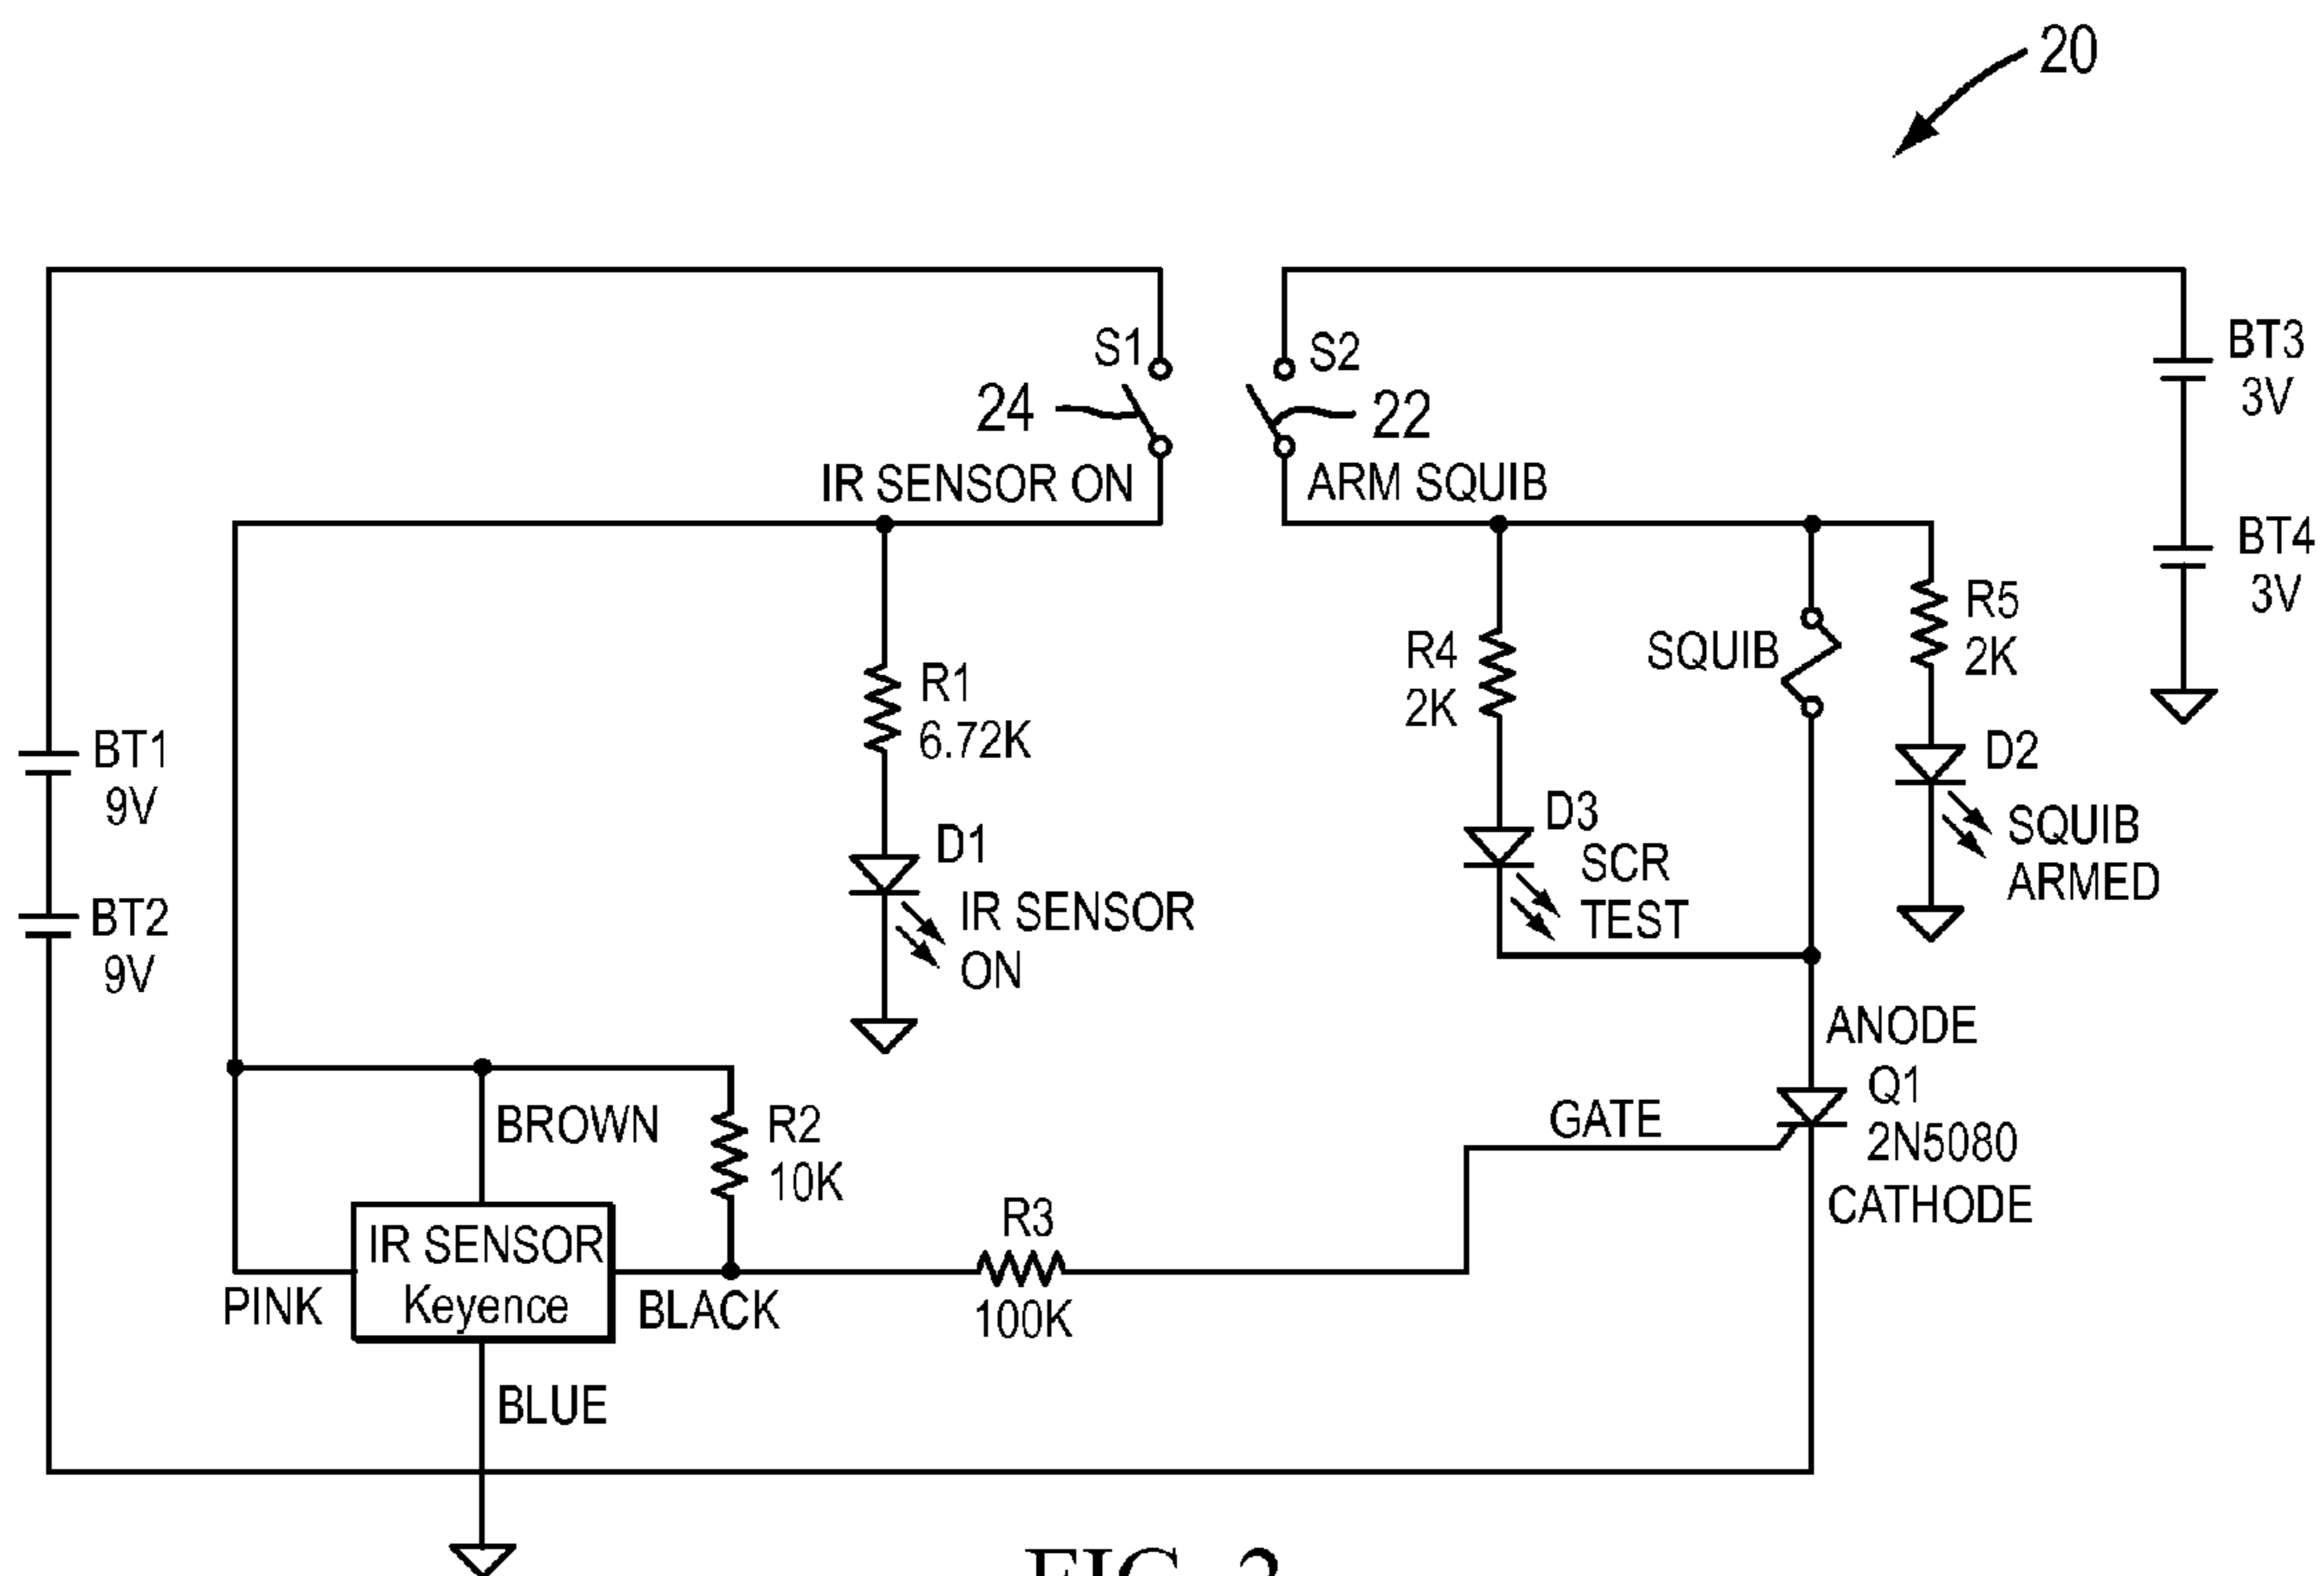 20
S1
S2
24
22
IR SENSOR ON
ARM SQUIB
BT3
3V
BT4
3V
R1
6.72K
R4
2K
SQUIB
R5
2K
BT1
9V
BT2
9V
D1
IR SENSOR
ON
D3
SCR
TEST
D2
SQUIB
ARMED
ANODE
Q1
2N5080
CATHODE
GATE
BROWN
R2
10K
IR SENSOR
Keyence
PINK
BLACK
R3
100K
BLUE
FIG. 2